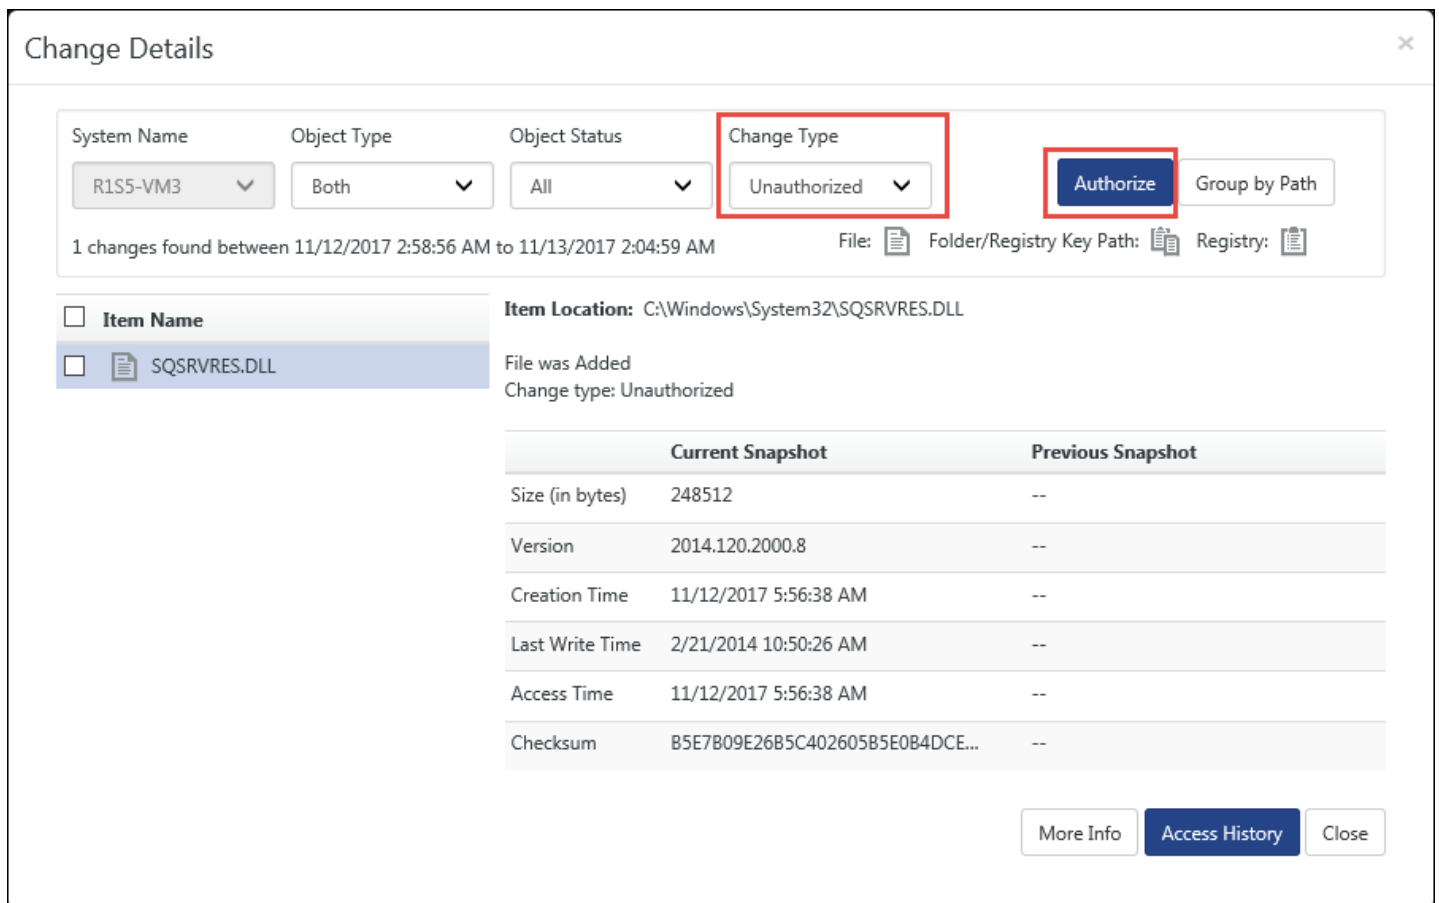 Change Details ×
System Name Object Type Object Status Change Type
R1S5-VM3 Both All Unauthorized Authorize Group by Path
1 changes found between 11/12/2017 2:58:56 AM to 11/13/2017 2:04:59 AM File: Folder/Registry Key Path: Registry:
Item Name
SQSRVRES.DLL
Item Location: C:\Windows\System32\SQSRVRES.DLL
File was Added
Change type: Unauthorized
Current Snapshot Previous Snapshot
Size (in bytes) 248512 --
Version 2014.120.2000.8 --
Creation Time 11/12/2017 5:56:38 AM --
Last Write Time 2/21/2014 10:50:26 AM --
Access Time 11/12/2017 5:56:38 AM --
Checksum B5E7B09E26B5C402605B5E0B4DCE... --
More Info Access History Close